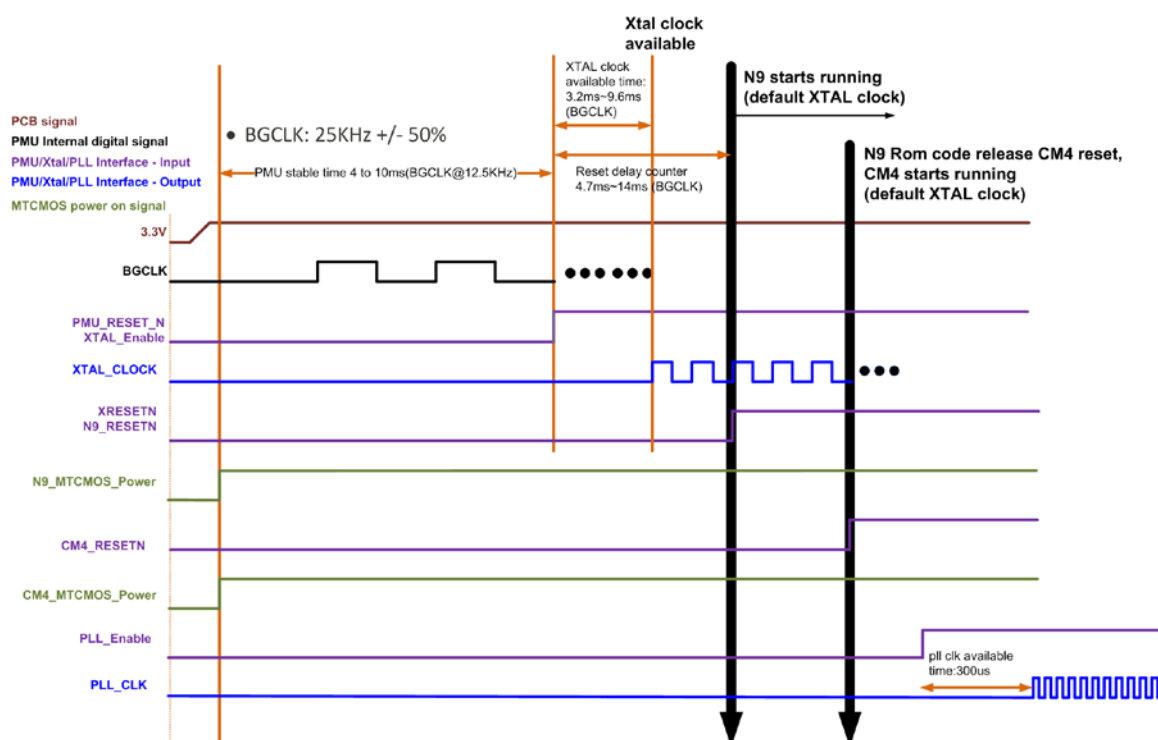 Xtal clock
available
XTAL clock
available time:
3.2ms~9.6ms
(BGCLK)
N9 starts running
(default XTAL clock)
PCB signal
PMU Internal digital signal
PMU/Xtal/PLL Interface - Input
PMU/Xtal/PLL Interface - Output
MTCMOS power on signal
● BGCLK: 25KHz +/- 50%
PMU stable time 4 to 10ms(BGCLK@12.5KHz)
Reset delay counter
4.7ms~14ms (BGCLK)
N9 Rom code release CM4 reset,
CM4 starts running
(default XTAL clock)
3.3V
BGCLK
PMU_RESET_N
XTAL_Enable
XTAL_CLOCK
XRESETN
N9_RESETN
N9_MTCMOS_Power
CM4_RESETN
CM4_MTCMOS_Power
PLL_Enable
pll clk available
time:300us
PLL_CLK